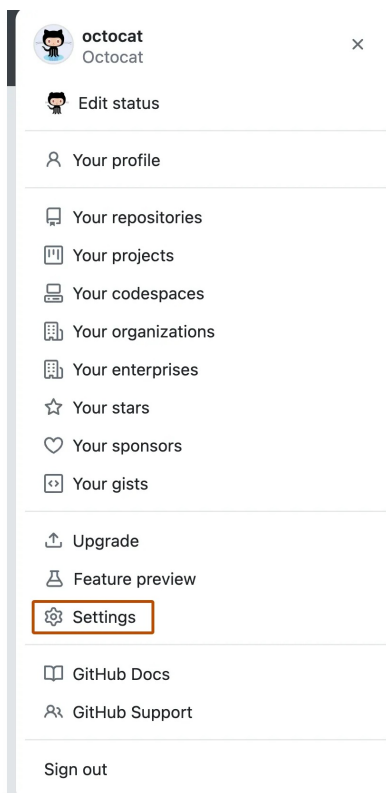 octocat
Octocat
Edit status
Your profile
Your repositories
Your projects
Your codespaces
Your organizations
Your enterprises
Your stars
Your sponsors
Your gists
Upgrade
Feature preview
Settings
GitHub Docs
GitHub Support
Sign out